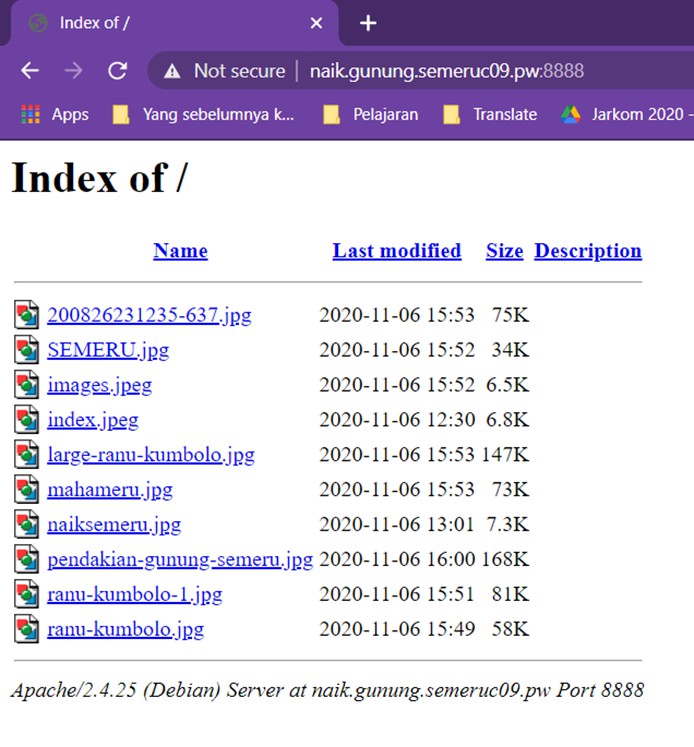 Index of /
Not secure | naik.gunung.semeruc09.pw:8888
Apps Yang sebelumnya k... Pelajaran Translate Jarkom 2020 -
Index of /
Name Last modified Size Description
200826231235-637.jpg 2020-11-06 15:53 75K
SEMERU.jpg 2020-11-06 15:52 34K
images.jpeg 2020-11-06 15:52 6.5K
index.jpeg 2020-11-06 12:30 6.8K
large-ranu-kumbolo.jpg 2020-11-06 15:53 147K
mahameru.jpg 2020-11-06 15:53 73K
naiksemeru.jpg 2020-11-06 13:01 7.3K
pendakian-gunung-semeru.jpg 2020-11-06 16:00 168K
ranu-kumbolo-1.jpg 2020-11-06 15:51 81K
ranu-kumbolo.jpg 2020-11-06 15:49 58K
Apache/2.4.25 (Debian) Server at naik.gunung.semeruc09.pw Port 8888